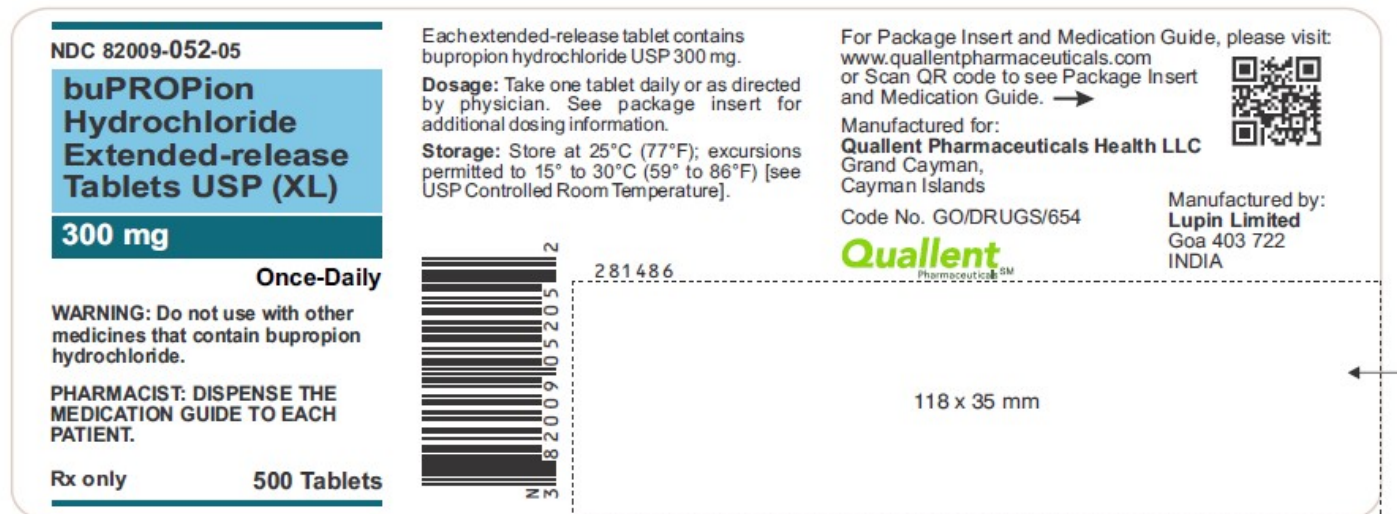 NDC 82009-052-05
buPROPion
Hydrochloride
Extended-release
Tablets USP (XL)
300 mg
Once-Daily
WARNING: Do not use with other
medicines that contain bupropion
hydrochloride.
PHARMACIST: DISPENSE THE
MEDICATION GUIDE TO EACH
PATIENT.
Rx only 500 Tablets
Each extended-release tablet contains
bupropion hydrochloride USP 300 mg.
Dosage: Take one tablet daily or as directed
by physician. See package insert for
additional dosing information.
Storage: Store at 25°C (77°F); excursions
permitted to 15° to 30°C (59° to 86°F) [see
USP Controlled Room Temperature].
N 3 82009 05205 2
281486
For Package Insert and Medication Guide, please visit:
www.quallentpharmaceuticals.com
or Scan QR code to see Package Insert
and Medication Guide.
Manufactured for:
Quallent Pharmaceuticals Health LLC
Grand Cayman,
Cayman Islands
Code No. GO/DRUGS/654
Quallent
Pharmaceuticals SM
Manufactured by:
Lupin Limited
Goa 403 722
INDIA
118 x 35 mm